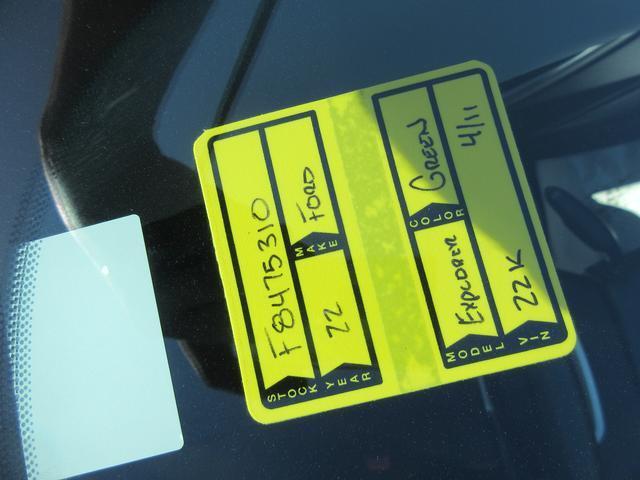 STOCK F8475310
YEAR 22 MAKE FORD
MODEL EXPLORER COLOR GREEN
VIN 22K 4/11